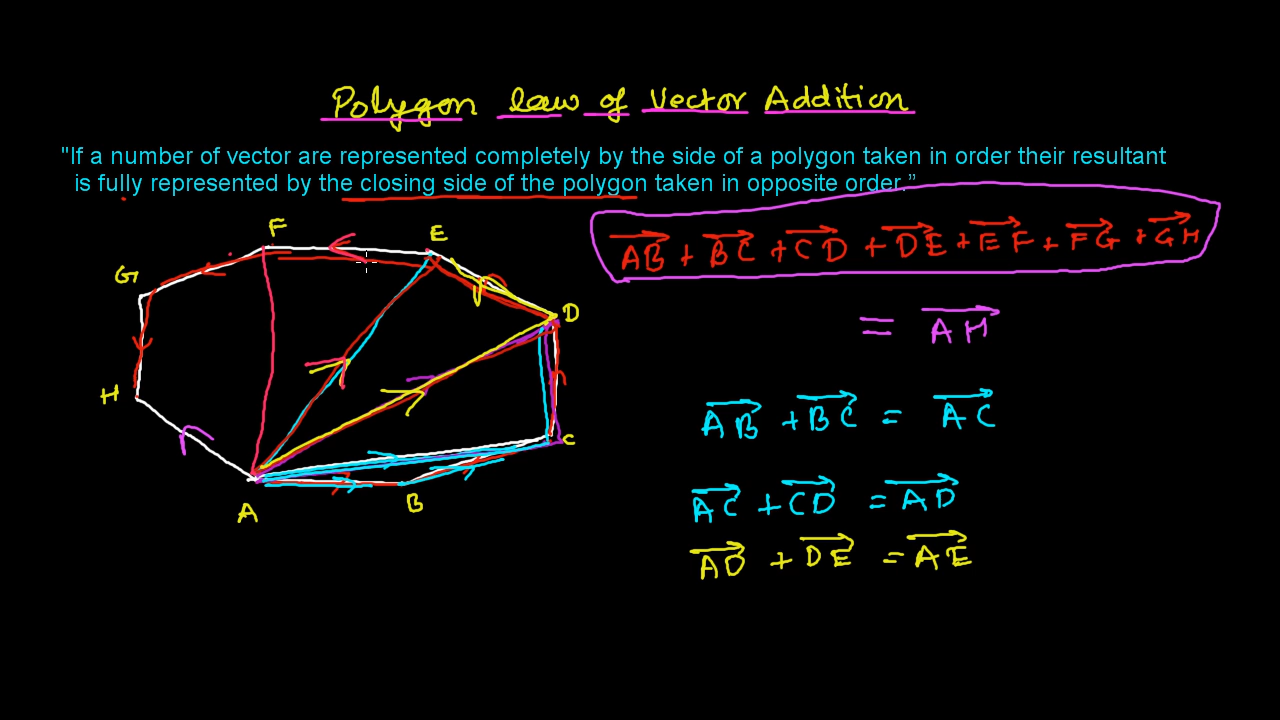 Polygon law of Vector Addition
"If a number of vector are represented completely by the side of a polygon taken in order their resultant
is fully represented by the closing side of the polygon taken in opposite order.”
F
E
G
D
H
C
A
B
AB + BC + CD + DE + EF + FG + GH
= AH
AB + BC = AC
AC + CD = AD
AD + DE = AE